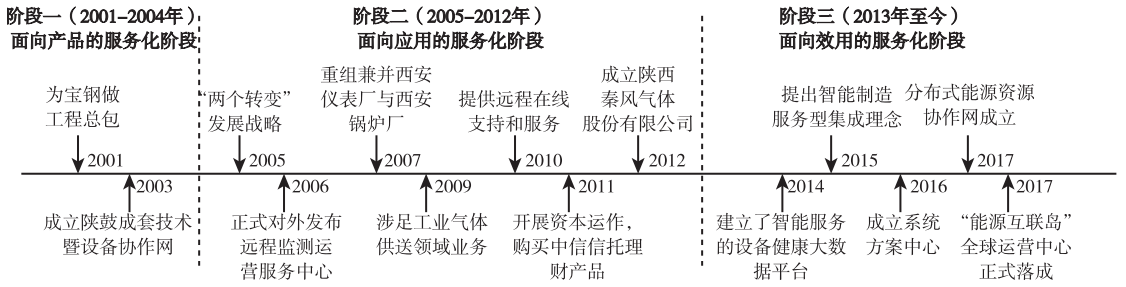 阶段一（2001-2004年）
面向产品的服务化阶段
阶段二（2005-2012年）
面向应用的服务化阶段
阶段三（2013年至今）
面向效用的服务化阶段
为宝钢做
工程总包
2001
2003
成立陕鼓成套技术
暨设备协作网
“两个转变”
发展战略
2005
2006
正式对外发布
远程监测运
营服务中心
重组兼并西安
仪表厂与西安
锅炉厂
2007
2009
涉足工业气体
供送领域业务
提供远程在线
支持和服务
2010
2011
开展资本运作，
购买中信信托理
财产品
成立陕西
秦风气体
股份有限公司
2012
2014
建立了智能服务
的设备健康大数
据平台
提出智能制造
服务型集成理念
2015
2016
成立系统
方案中心
分布式能源资源
协作网成立
2017
2017
“能源互联岛”
全球运营中心
正式落成